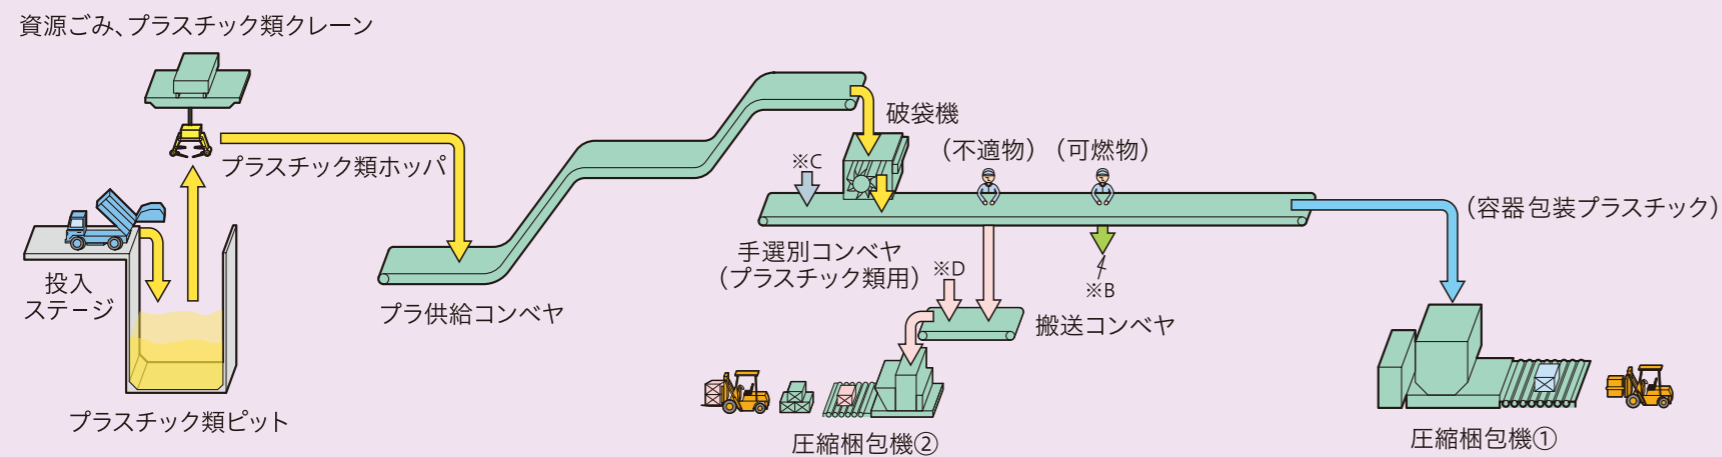 資源ごみ、プラスチック類クレーン
破袋機
(不適物)
(可燃物)
※C
プラスチック類ホッパ
(容器包装プラスチック)
手選別コンベヤ
(プラスチック類用)
※D
※B
投入
ステージ
プラ供給コンベヤ
搬送コンベヤ
プラスチック類ピット
圧縮梱包機②
圧縮梱包機①